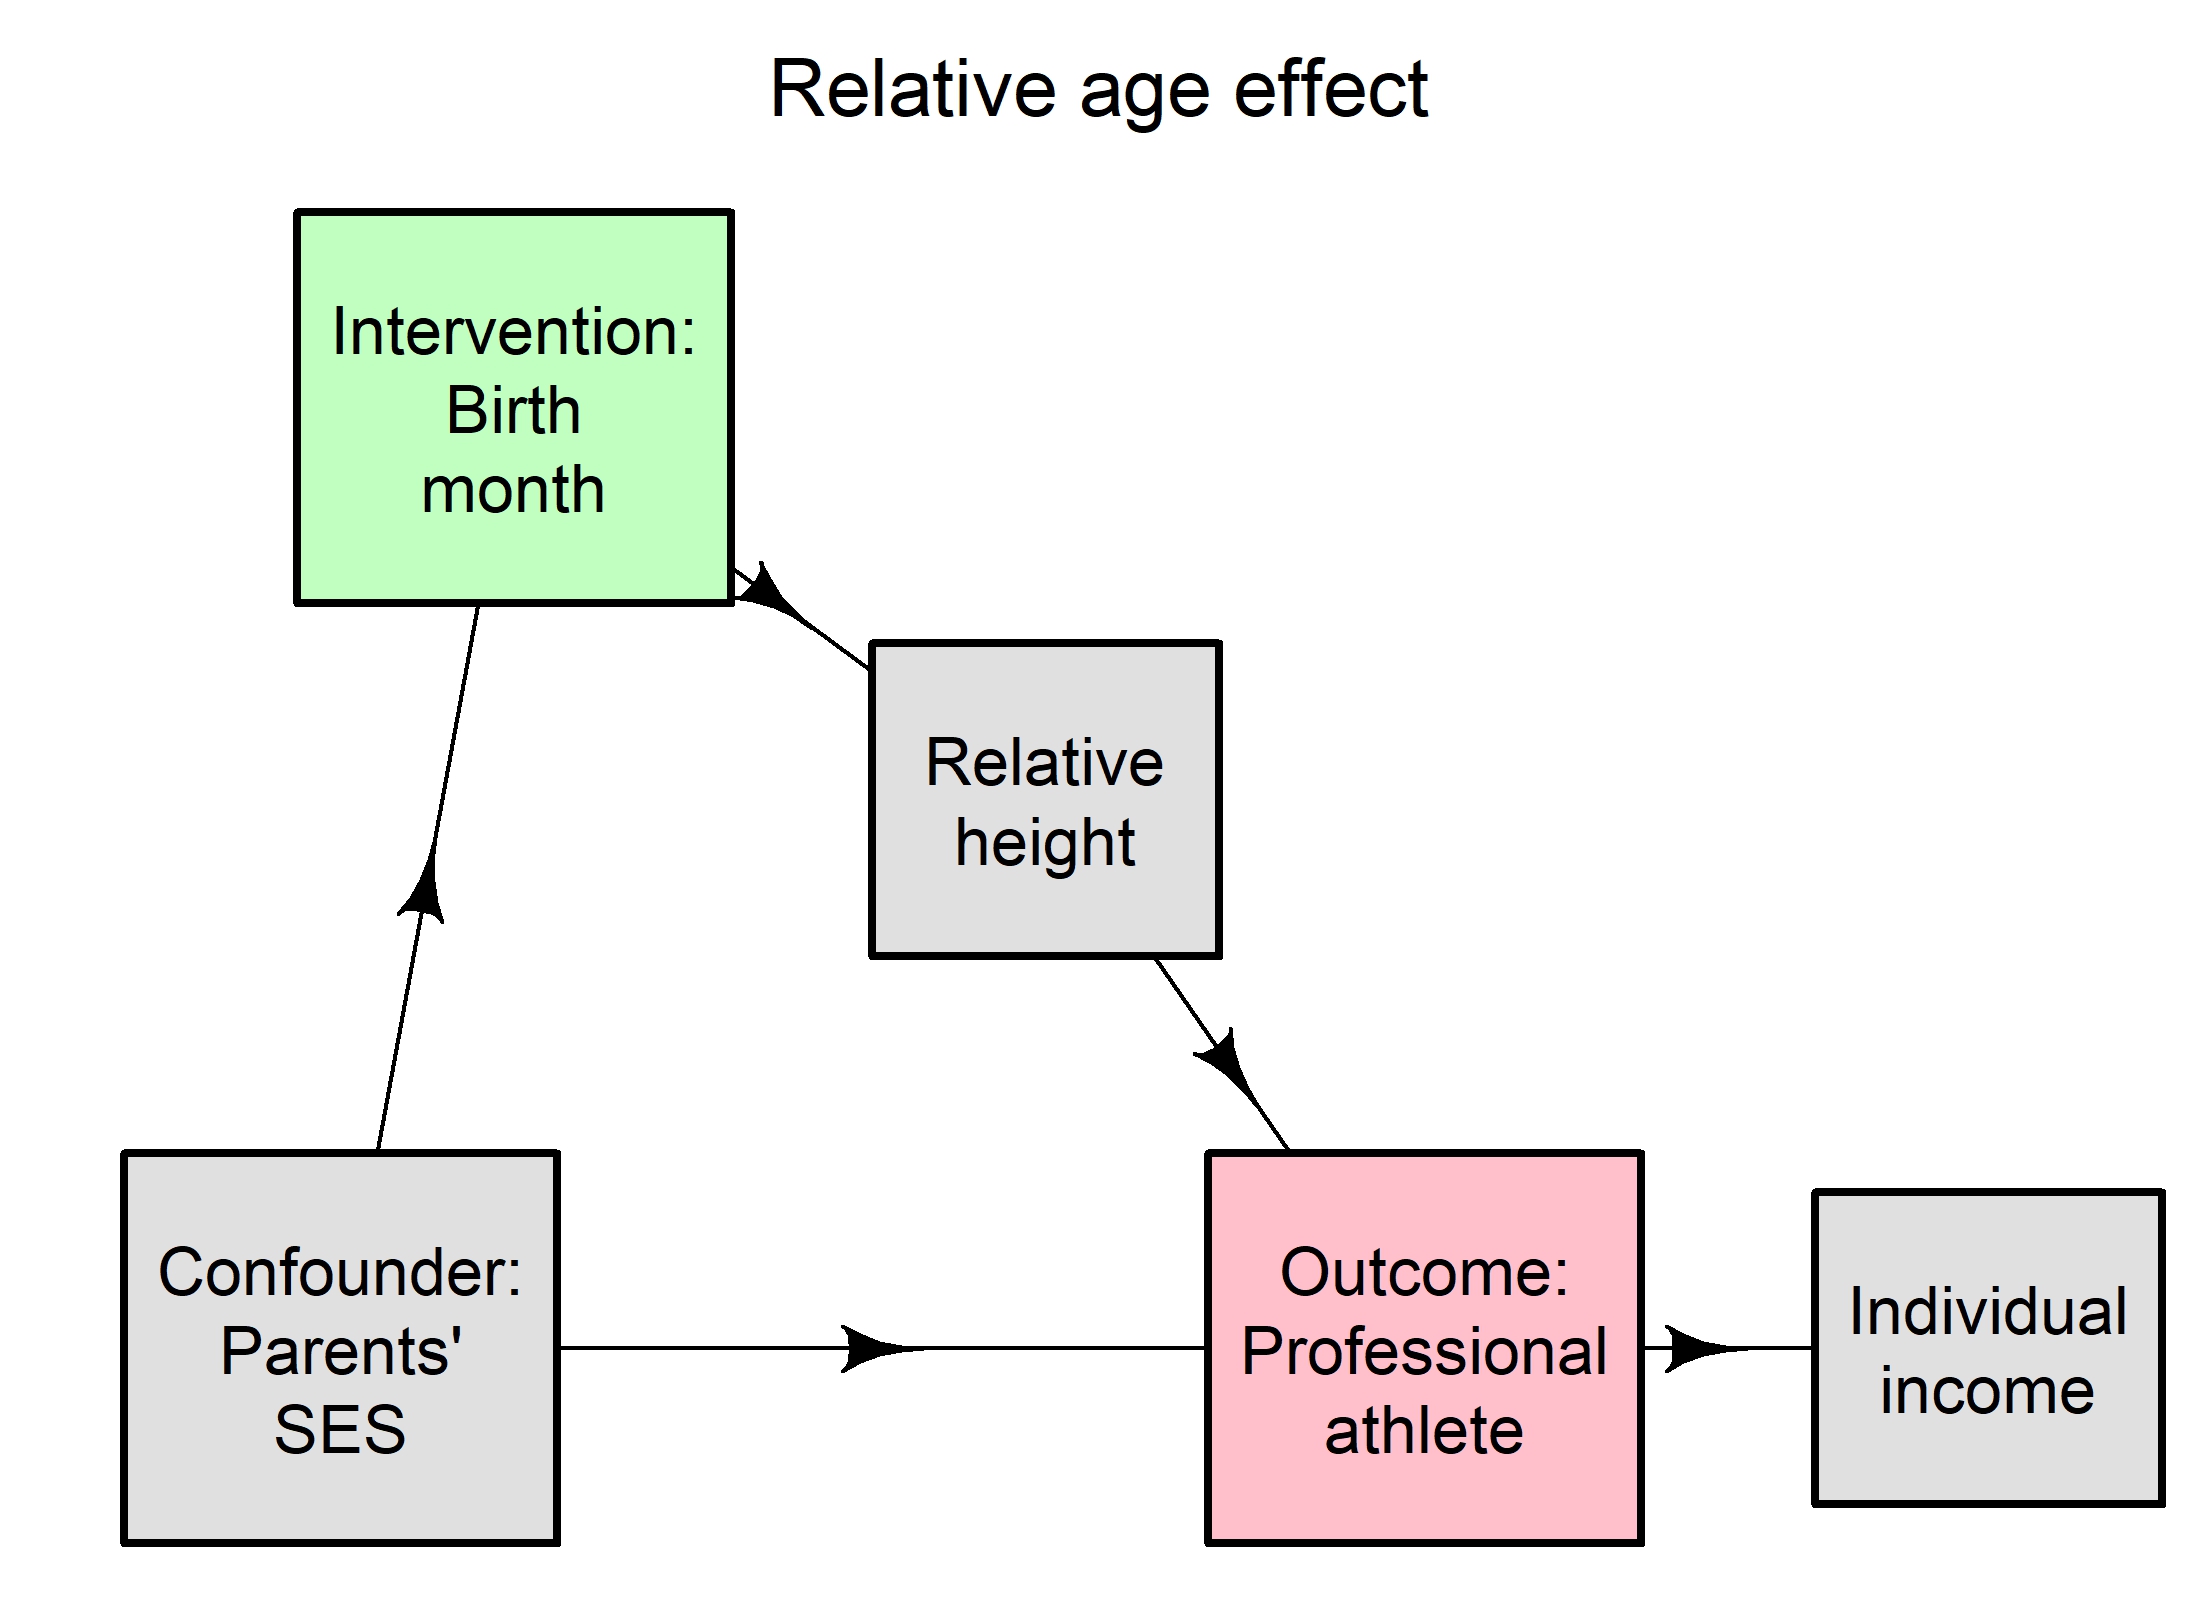 Relative age effect
Intervention:
Birth
month
Relative
height
Confounder:
Parents'
SES
Outcome:
Professional
athlete
Individual
income